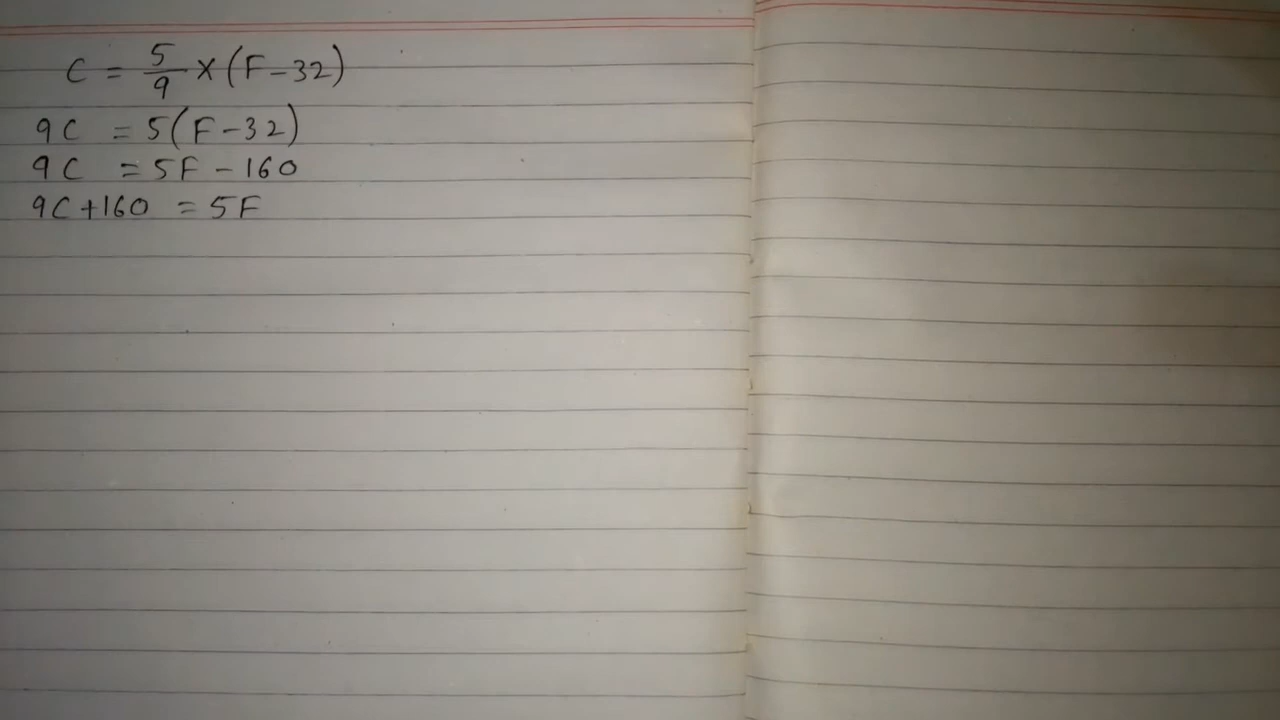 C = 5/9 × (F-32)
9C = 5(F-32)
9C = 5F-160
9C+160 = 5F